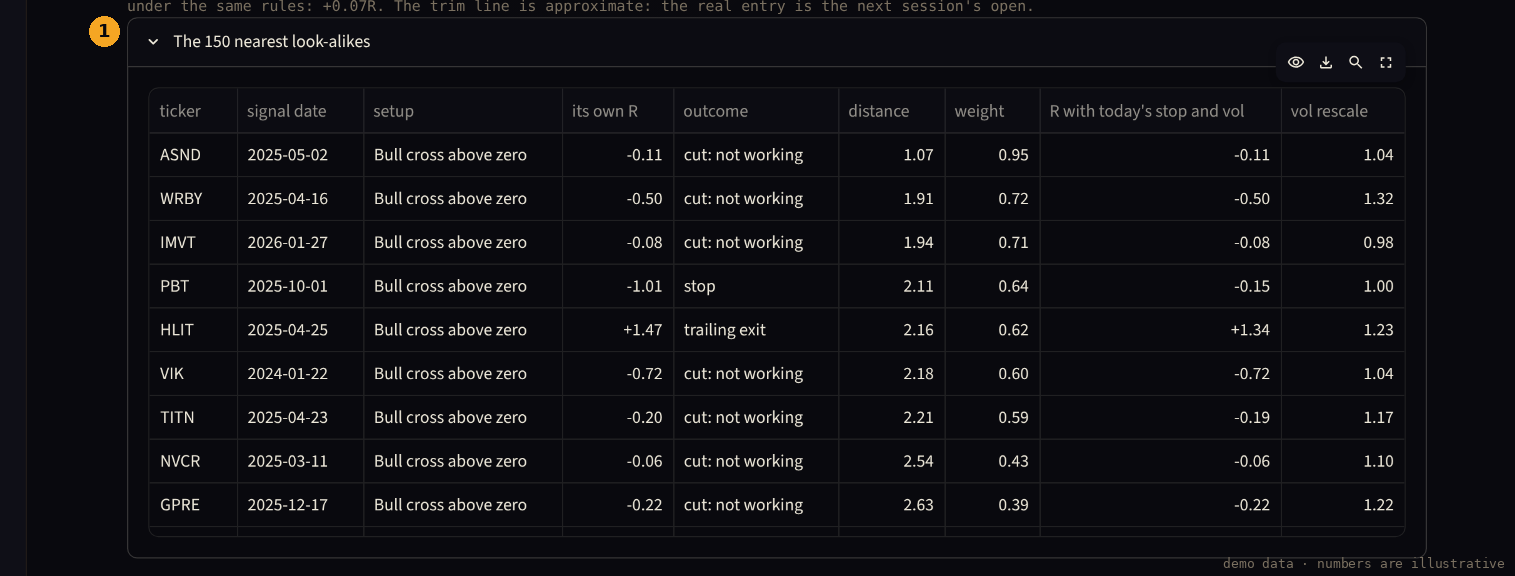 under the same rules: +0.07R. The trim line is approximate: the real entry is the next session's open.
1
The 150 nearest look-alikes
ticker signal date setup its own R outcome distance weight R with today's stop and vol vol rescale
ASND 2025-05-02 Bull cross above zero -0.11 cut: not working 1.07 0.95 -0.11 1.04
WRBY 2025-04-16 Bull cross above zero -0.50 cut: not working 1.91 0.72 -0.50 1.32
IMVT 2026-01-27 Bull cross above zero -0.08 cut: not working 1.94 0.71 -0.08 0.98
PBT 2025-10-01 Bull cross above zero -1.01 stop 2.11 0.64 -0.15 1.00
HLIT 2025-04-25 Bull cross above zero +1.47 trailing exit 2.16 0.62 +1.34 1.23
VIK 2024-01-22 Bull cross above zero -0.72 cut: not working 2.18 0.60 -0.72 1.04
TITN 2025-04-23 Bull cross above zero -0.20 cut: not working 2.21 0.59 -0.19 1.17
NVCR 2025-03-11 Bull cross above zero -0.06 cut: not working 2.54 0.43 -0.06 1.10
GPRE 2025-12-17 Bull cross above zero -0.22 cut: not working 2.63 0.39 -0.22 1.22
demo data · numbers are illustrative